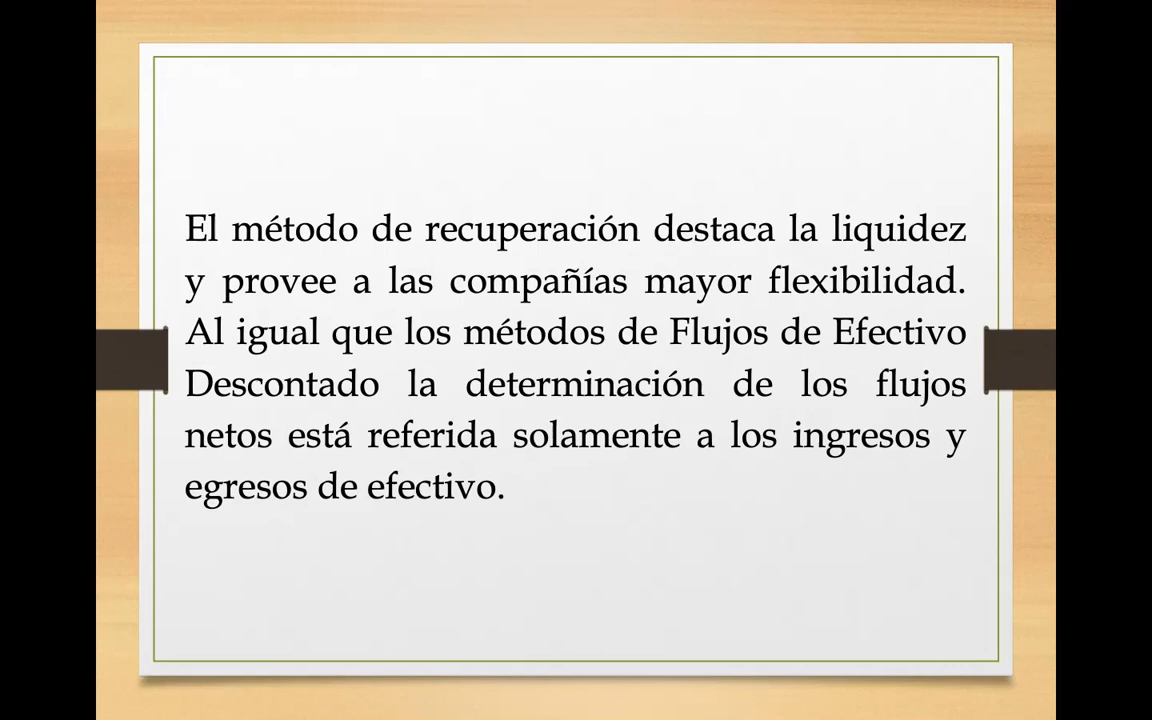 El método de recuperación destaca la liquidez
y provee a las compañías mayor flexibilidad.
Al igual que los métodos de Flujos de Efectivo
Descontado la determinación de los flujos
netos está referida solamente a los ingresos y
egresos de efectivo.